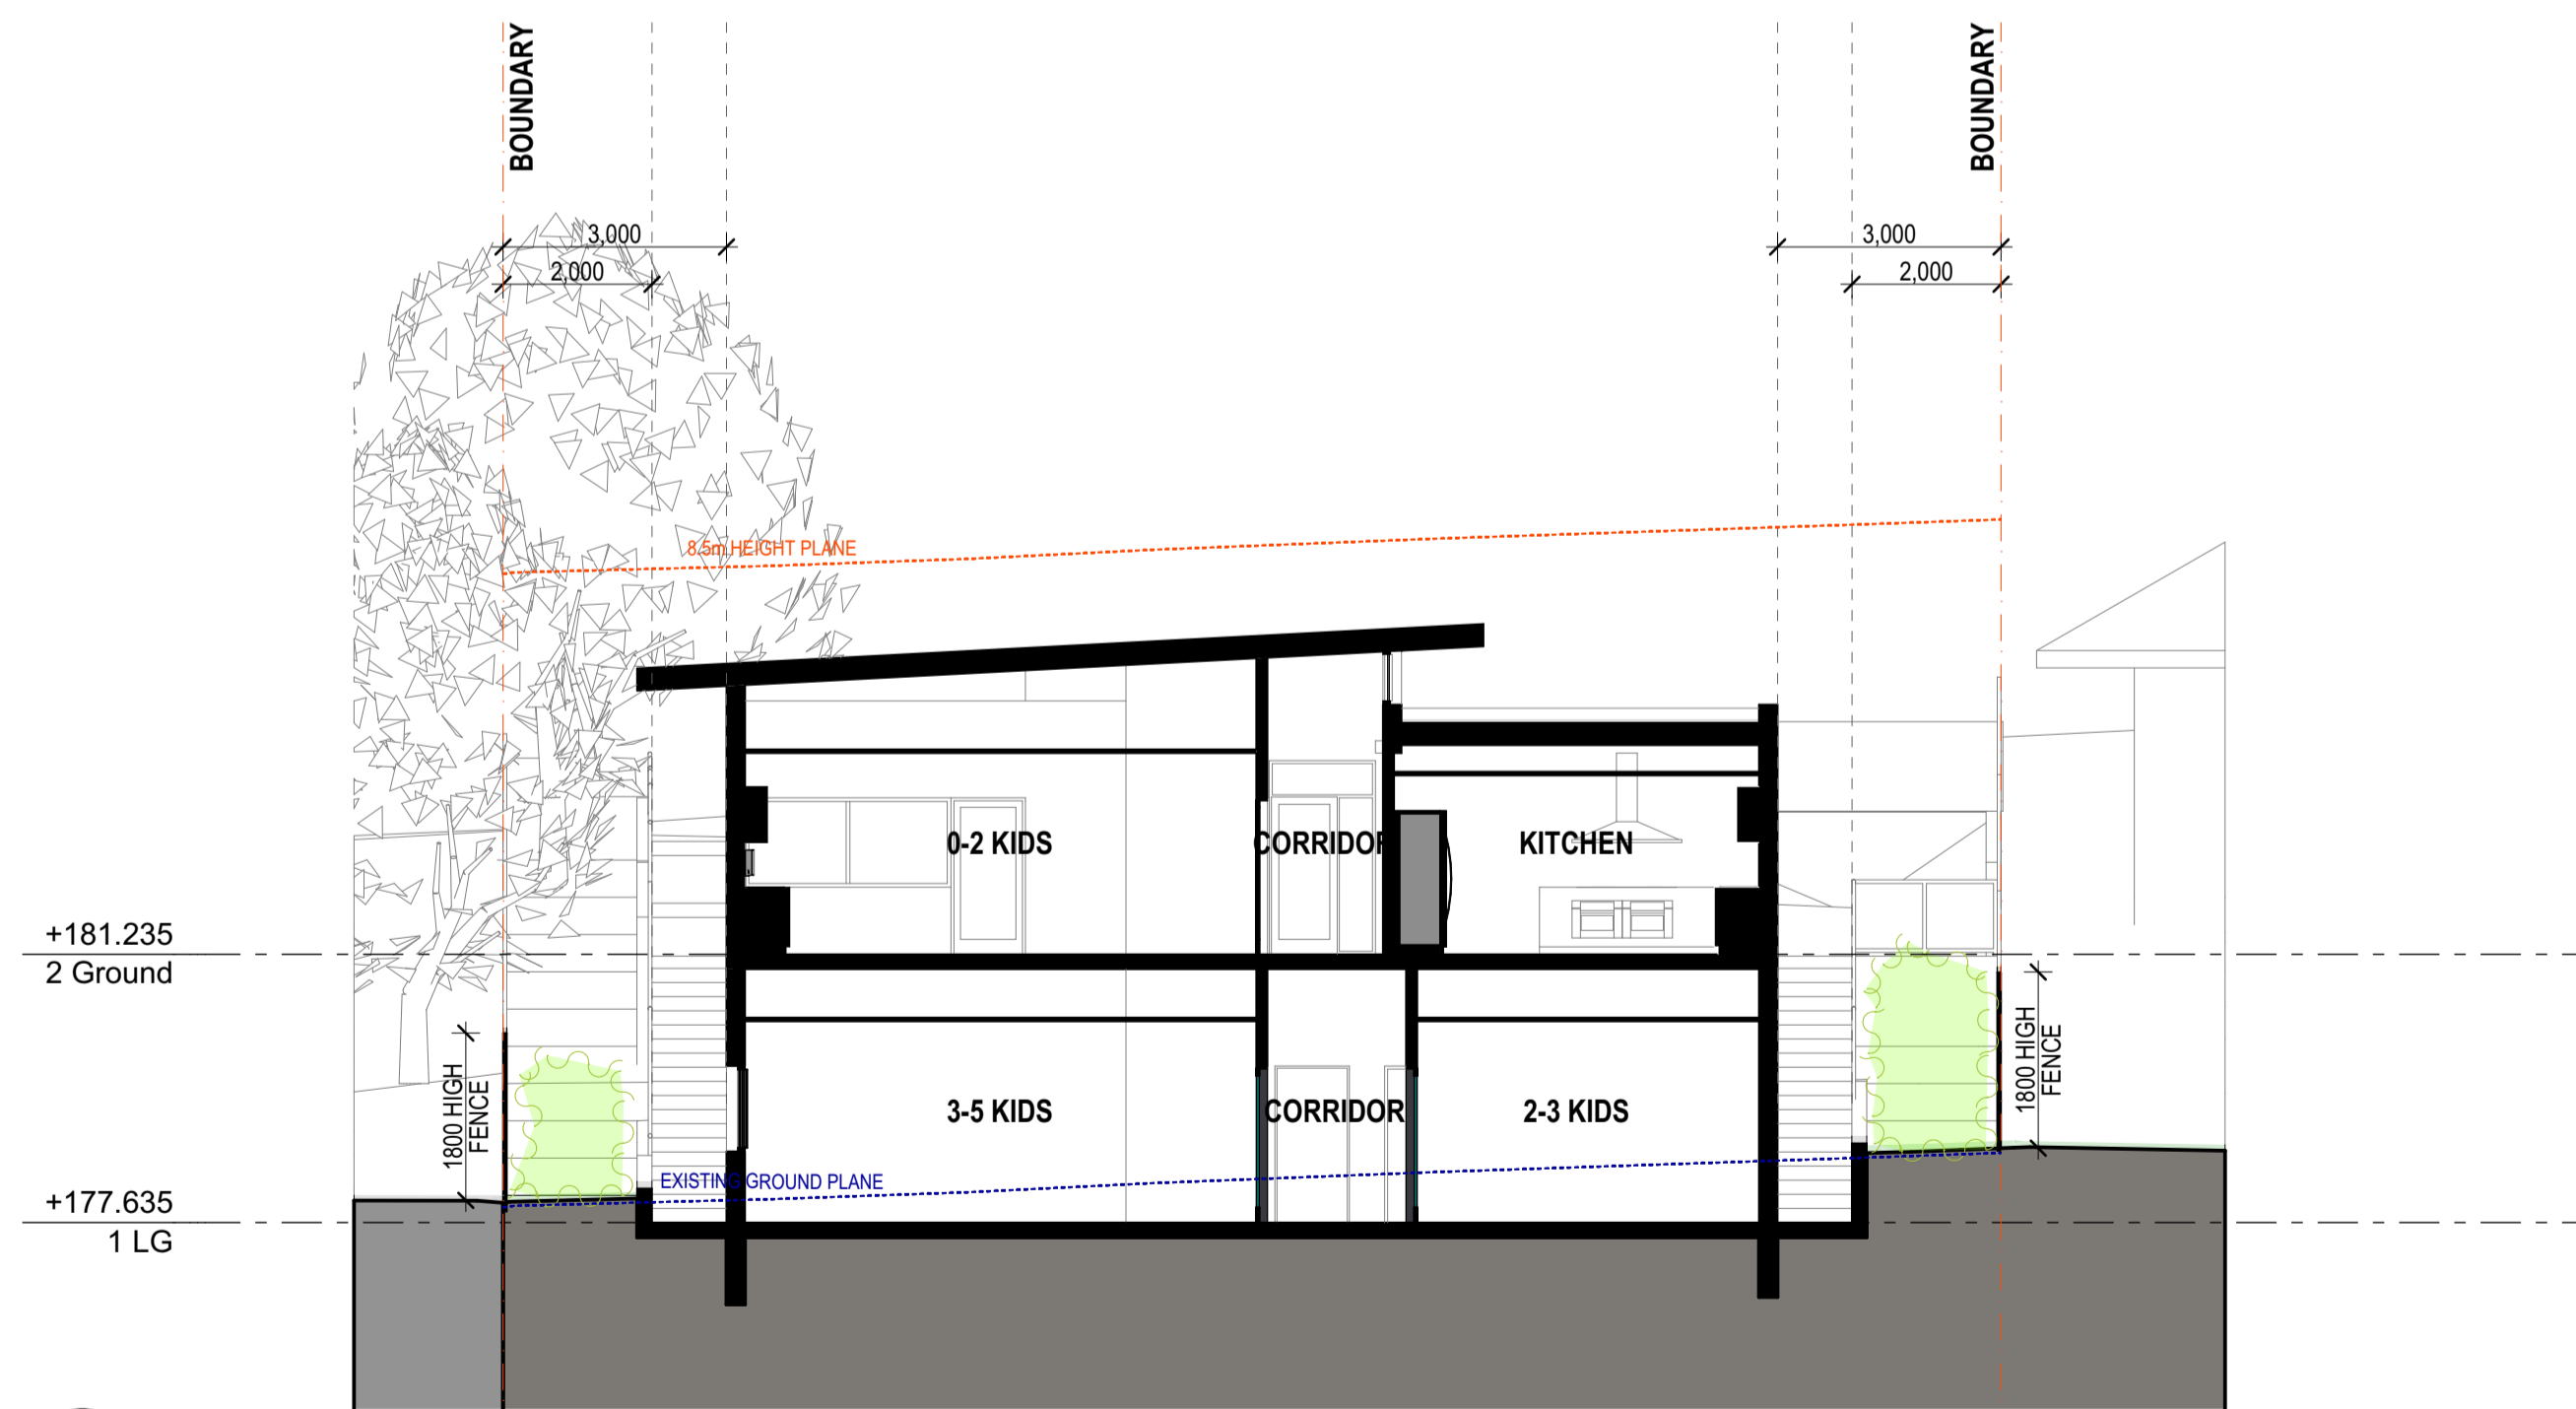 BOUNDARY
BOUNDARY
3,000
3,000
2,000
2,000
8.5m HEIGHT PLANE
0-2 KIDS
CORRIDOR
KITCHEN
+181.235
2 Ground
1800 HIGH
FENCE
1800 HIGH
FENCE
3-5 KIDS
CORRIDOR
2-3 KIDS
EXISTING GROUND PLANE
+177.635
1 LG